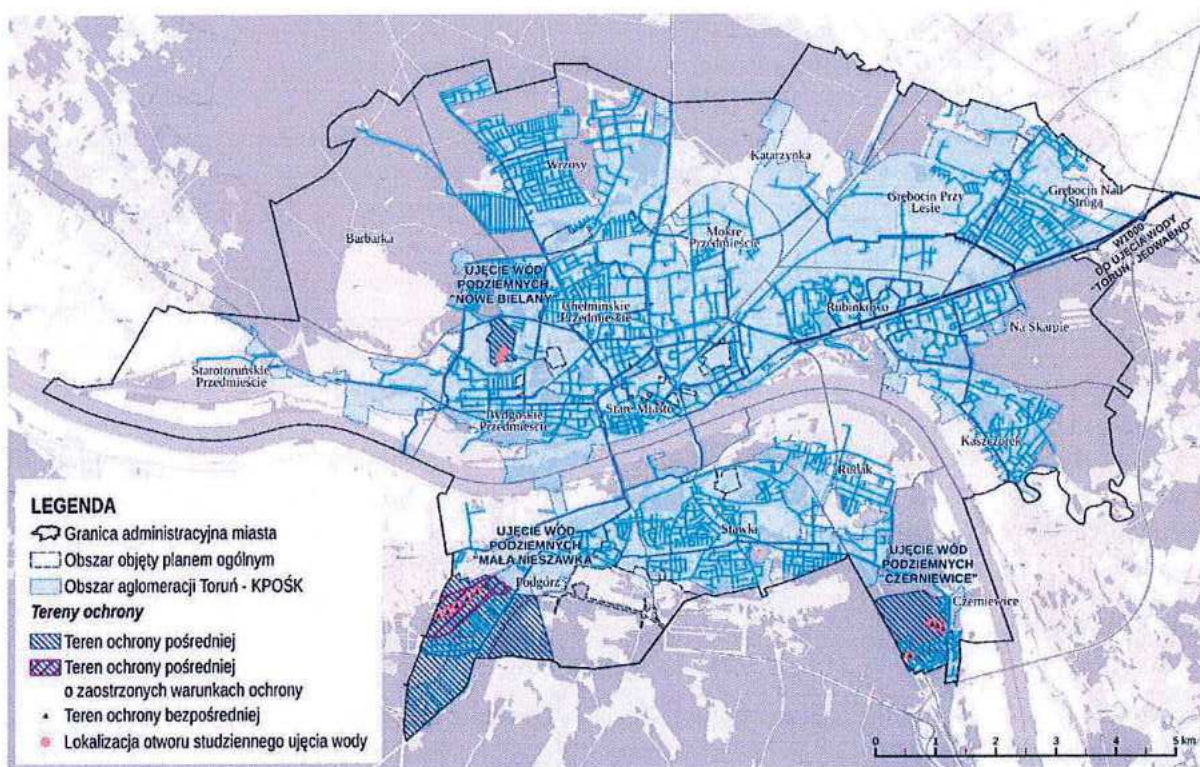 Wrzosy
Katarzynka
Grębocin Przy
Lesie
Grębocin Nad
Strugą
Mokre
Przedmieście
Barbarka
W1000
DO UJĘCIA WODY
"TORUŃ - JEDWABNO"
UJĘCIE WÓD
PODZIEMNYCH
"NOWE BIELANY"
Chełmińskie
Przedmieście
Rubinkowo
Na Skarpie
Starotoruńskie
Przedmieście
Bydgoskie
Przedmieście
Stare Miasto
Kaszczorek
Rudak
Stawki
UJĘCIE WÓD
PODZIEMNYCH
"MAŁA NIESZAWKA"
Podgórz
UJĘCIE WÓD
PODZIEMNYCH
"CZERNIEWICE"
Czerniewice
LEGENDA
Granica administracyjna miasta
Obszar objęty planem ogólnym
Obszar aglomeracji Toruń - KPOŚK
Tereny ochrony
Teren ochrony pośredniej
Teren ochrony pośredniej
o zaostrzonych warunkach ochrony
Teren ochrony bezpośredniej
Lokalizacja otworu studziennego ujęcia wody
0 1 2 3 4 5 km